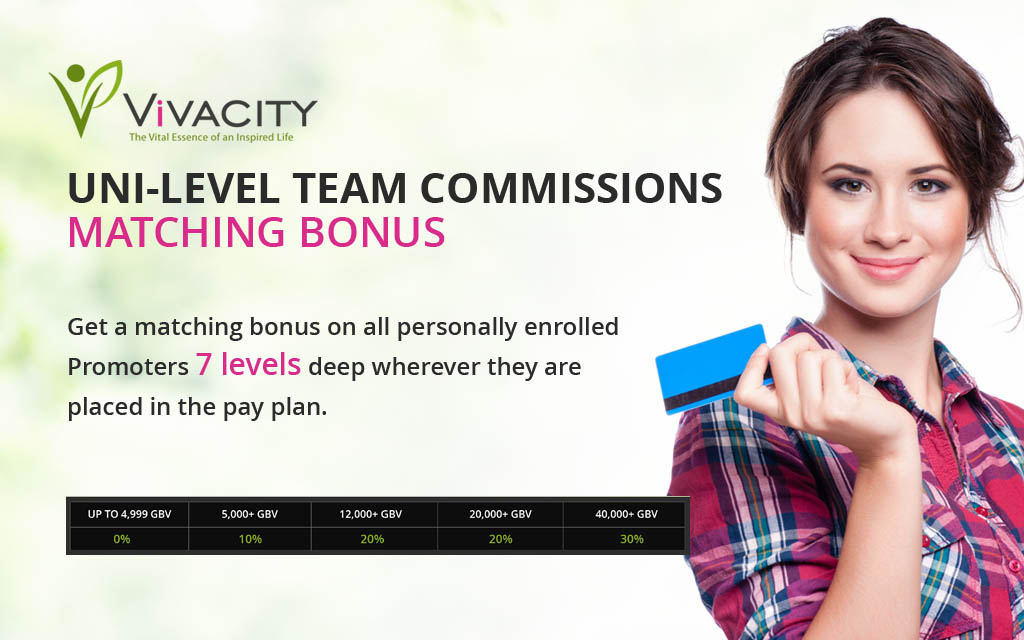 ViVACITY
The Vital Essence of an Inspired Life
UNI-LEVEL TEAM COMMISSIONS
MATCHING BONUS
Get a matching bonus on all personally enrolled
Promoters 7 levels deep wherever they are
placed in the pay plan.
UP TO 4,999 GBV 5,000+ GBV 12,000+ GBV 20,000+ GBV 40,000+ GBV
0% 10% 20% 20% 30%